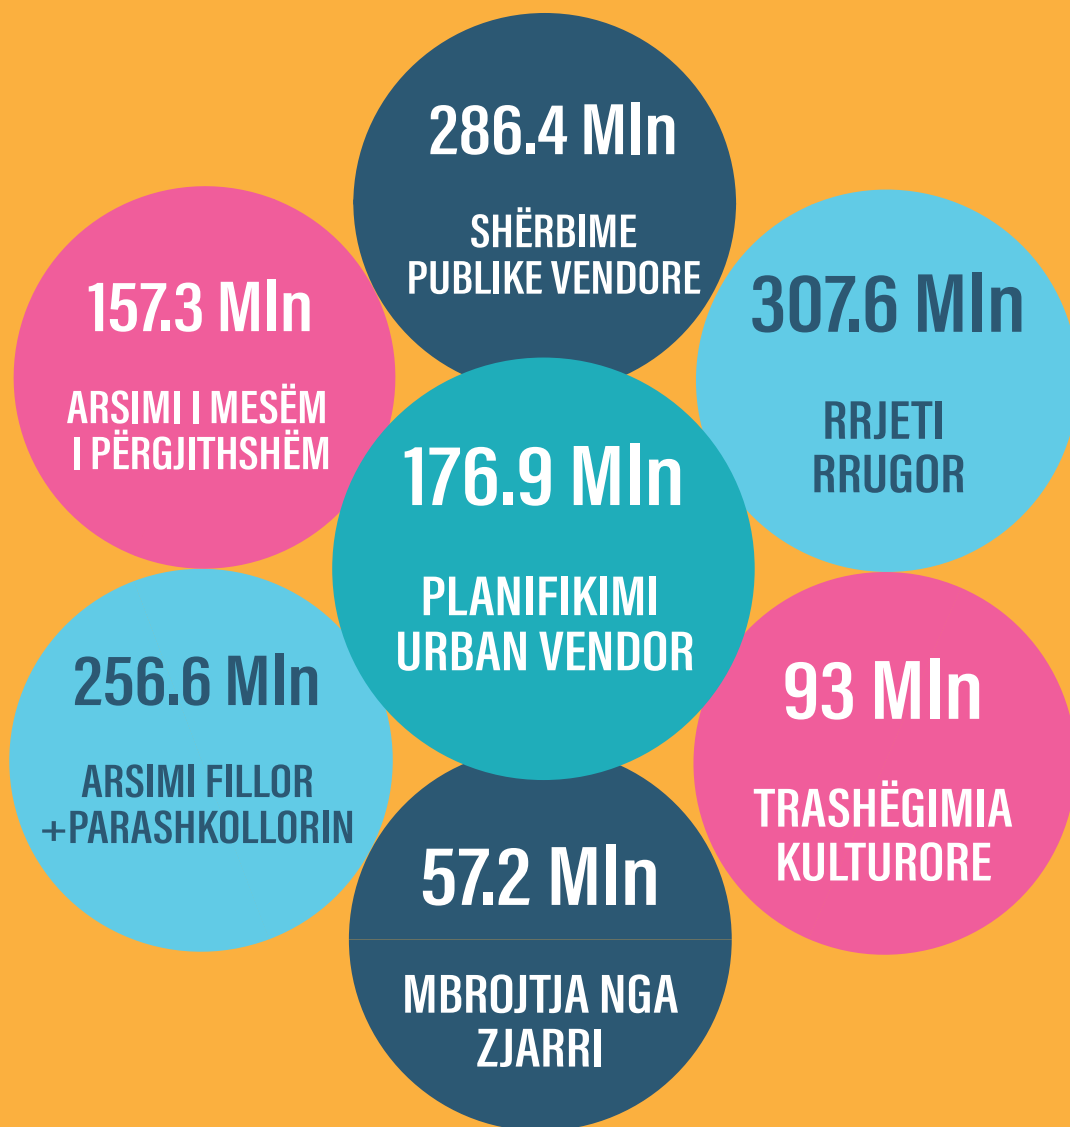 286.4 Mln
SHËRBIME
PUBLIKE VENDORE
157.3 Mln
ARSIMI I MESËM
I PËRGJITHSHËM
307.6 Mln
RRJETI
RRUGOR
176.9 Mln
PLANIFIKIMI
URBAN VENDOR
256.6 Mln
ARSIMI FILLOR
+PARASHKOLLORIN
93 Mln
TRASHËGIMIA
KULTURORE
57.2 Mln
MBROJTJA NGA
ZJARRI